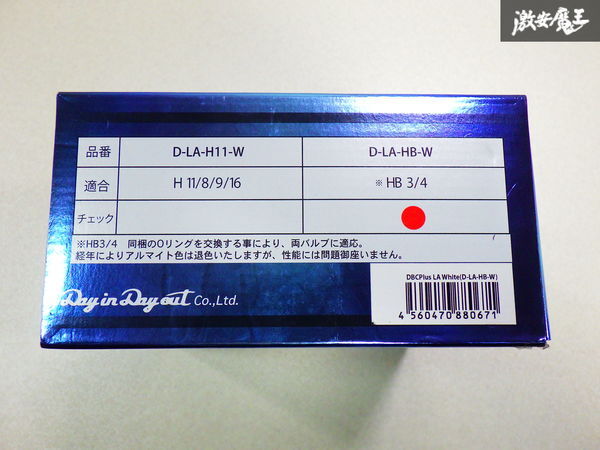 激安魔王
品番 D-LA-H11-W D-LA-HB-W
適合 H 11/8/9/16 ※ HB 3/4
チェック
※HB3/4 同梱のOリングを交換する事により、両バルブに適応。
経年によりアルマイト色は退色いたしますが、性能には問題御座いません。
Day in Day out Co.,Ltd.
DBCPlus LA White(D-LA-HB-W)
4 560470 880671